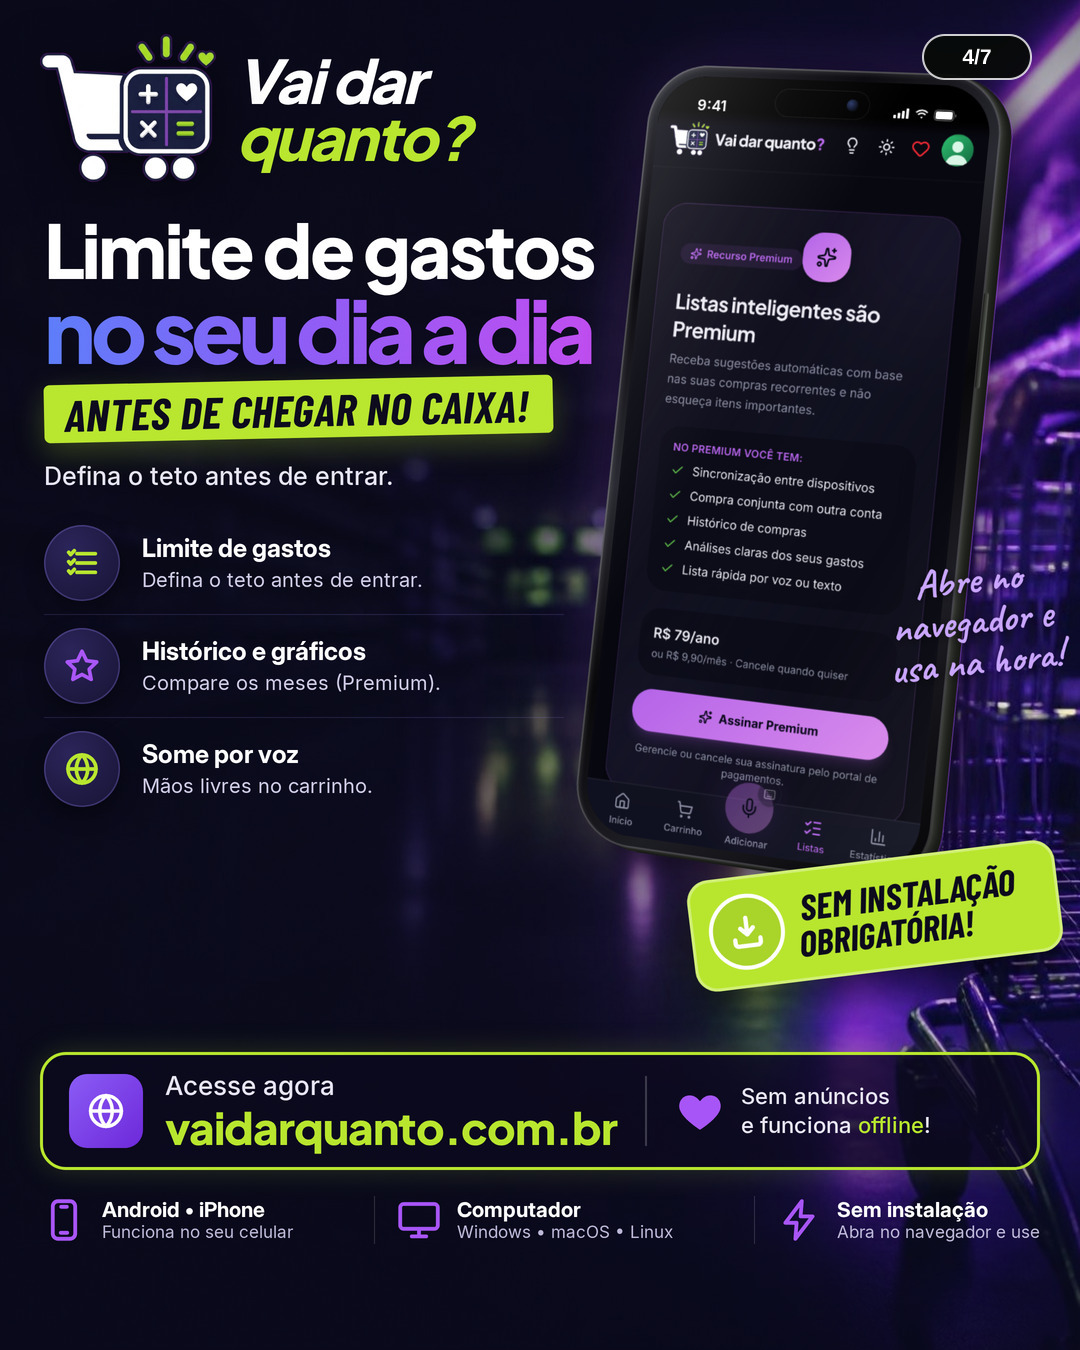 Vai dar
quanto?
4/7
Limite de gastos
no seu dia a dia
ANTES DE CHEGAR NO CAIXA!
Defina o teto antes de entrar.
Limite de gastos
Defina o teto antes de entrar.
Histórico e gráficos
Compare os meses (Premium).
Some por voz
Mãos livres no carrinho.
9:41
Vai dar quanto?
Recurso Premium
Listas inteligentes são
Premium
Receba sugestões automáticas com base
nas suas compras recorrentes e não
esqueça itens importantes.
NO PREMIUM VOCÊ TEM:
Sincronização entre dispositivos
Compra conjunta com outra conta
Histórico de compras
Análises claras dos seus gastos
Lista rápida por voz ou texto
R$ 79/ano
ou R$ 9,90/mês · Cancele quando quiser
Assinar Premium
Gerencie ou cancele sua assinatura pelo portal de
pagamentos.
Início
Carrinho
Adicionar
Listas
Abre no
navegador e
usa na hora!
SEM INSTALAÇÃO
OBRIGATÓRIA!
Acesse agora
vaidarquanto.com.br
Sem anúncios
e funciona offline!
Android • iPhone
Funciona no seu celular
Computador
Windows • macOS • Linux
Sem instalação
Abra no navegador e use